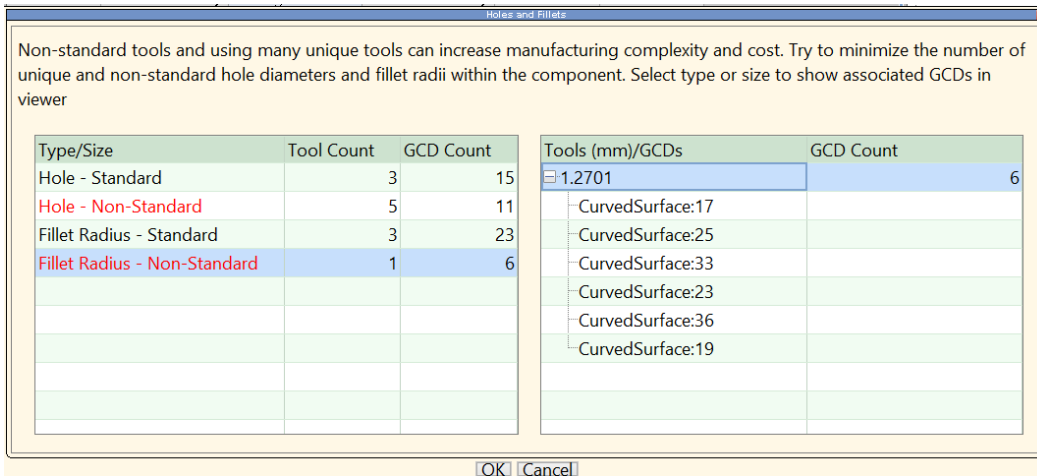 Holes and Fillets
Non-standard tools and using many unique tools can increase manufacturing complexity and cost. Try to minimize the number of
unique and non-standard hole diameters and fillet radii within the component. Select type or size to show associated GCDs in
viewer
Type/Size Tool Count GCD Count
Hole - Standard 3 15
Hole - Non-Standard 5 11
Fillet Radius - Standard 3 23
Fillet Radius - Non-Standard 1 6
Tools (mm)/GCDs GCD Count
1.2701 6
CurvedSurface:17
CurvedSurface:25
CurvedSurface:33
CurvedSurface:23
CurvedSurface:36
CurvedSurface:19
OK Cancel